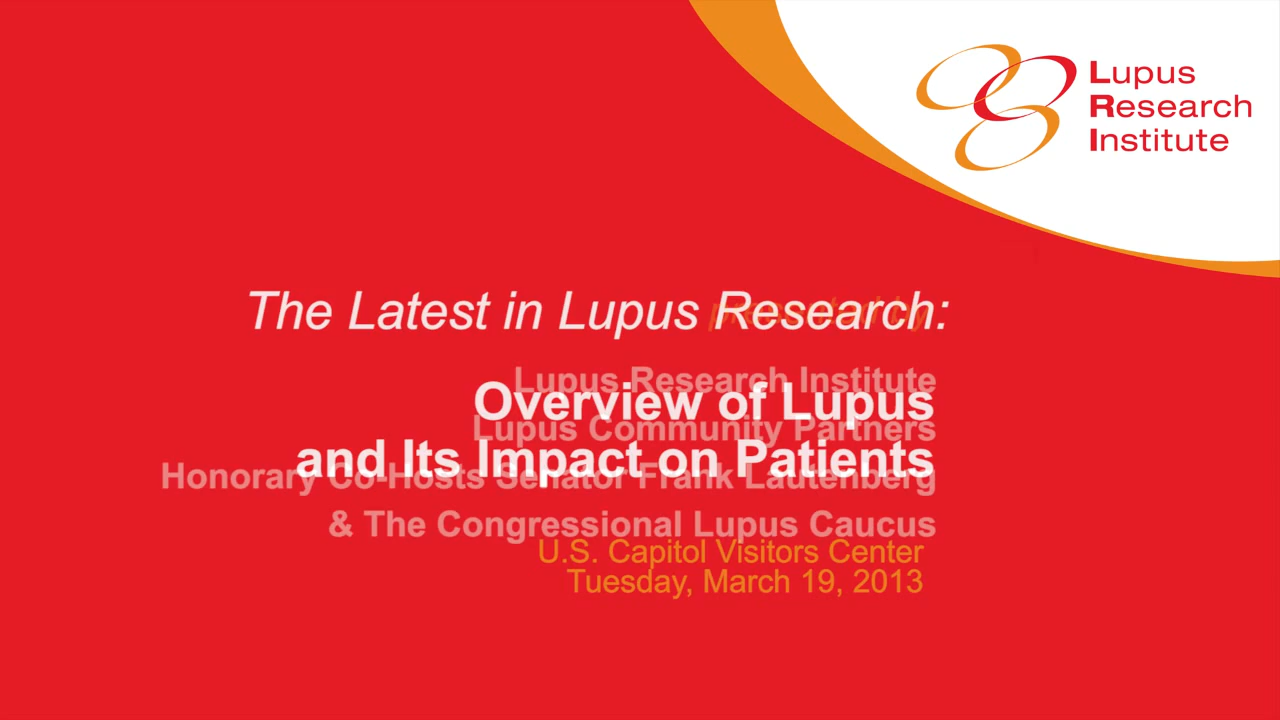 Lupus
Research
Institute
The Latest in Lupus Research:
presented by
Overview of Lupus
and Its Impact on Patients
Lupus Research Institute
Lupus Community Partners
Honorary Co-Hosts Senator Frank Lautenberg
& The Congressional Lupus Caucus
U.S. Capitol Visitors Center
Tuesday, March 19, 2013